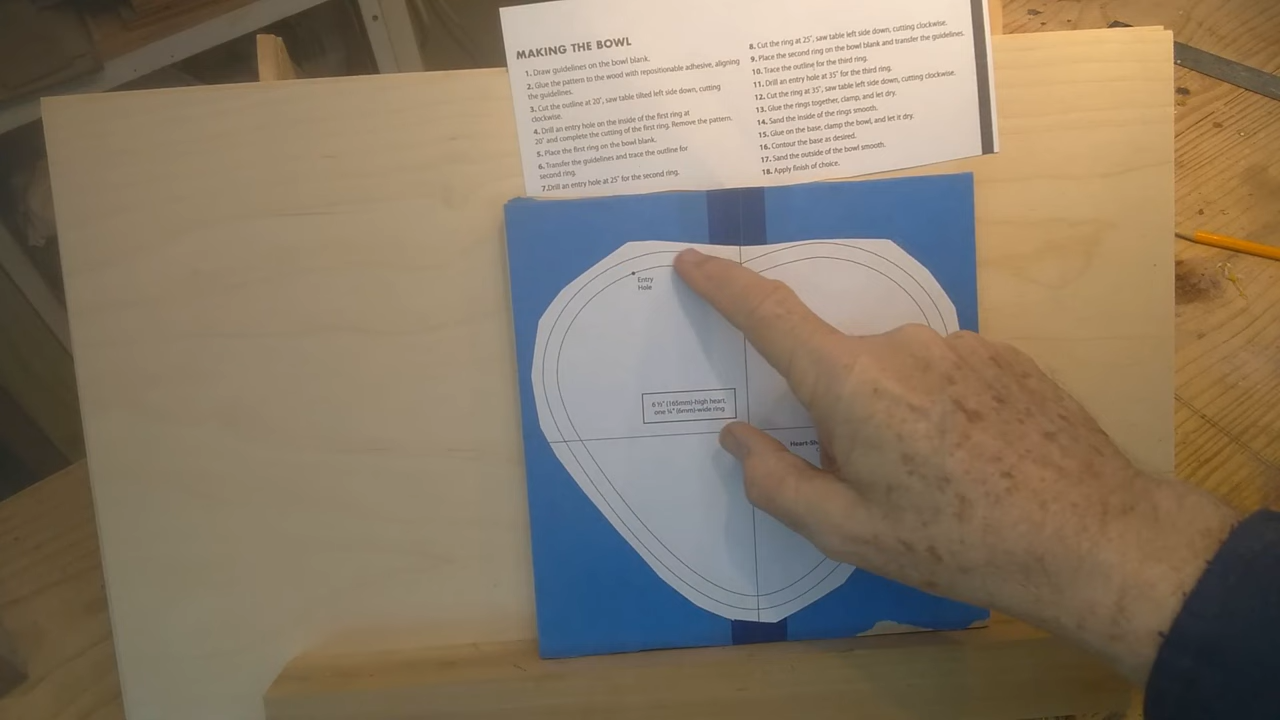 MAKING THE BOWL
1. Draw guidelines on the bowl blank.
2. Glue the pattern to the wood with repositionable adhesive, aligning
the guidelines.
3. Cut the outline at 20°, saw table tilted left side down, cutting
clockwise.
4. Drill an entry hole on the inside of the first ring at
20° and complete the cutting of the first ring. Remove the pattern.
5. Place the first ring on the bowl blank.
6. Transfer the guidelines and trace the outline for
second ring.
7.Drill an entry hole at 25° for the second ring.
8. Cut the ring at 25°, saw table left side down, cutting clockwise.
9. Place the second ring on the bowl blank and transfer the guidelines.
10. Trace the outline for the third ring.
11. Drill an entry hole at 35° for the third ring.
12. Cut the ring at 35°, saw table left side down, cutting clockwise.
13. Glue the rings together, clamp, and let dry.
14. Sand the inside of the rings smooth.
15. Glue on the base, clamp the bowl, and let it dry.
16. Contour the base as desired.
17. Sand the outside of the bowl smooth.
18. Apply finish of choice.
Entry
Hole
6 ½" (165mm)-high heart,
one ¼" (6mm)-wide ring
Heart-Sh